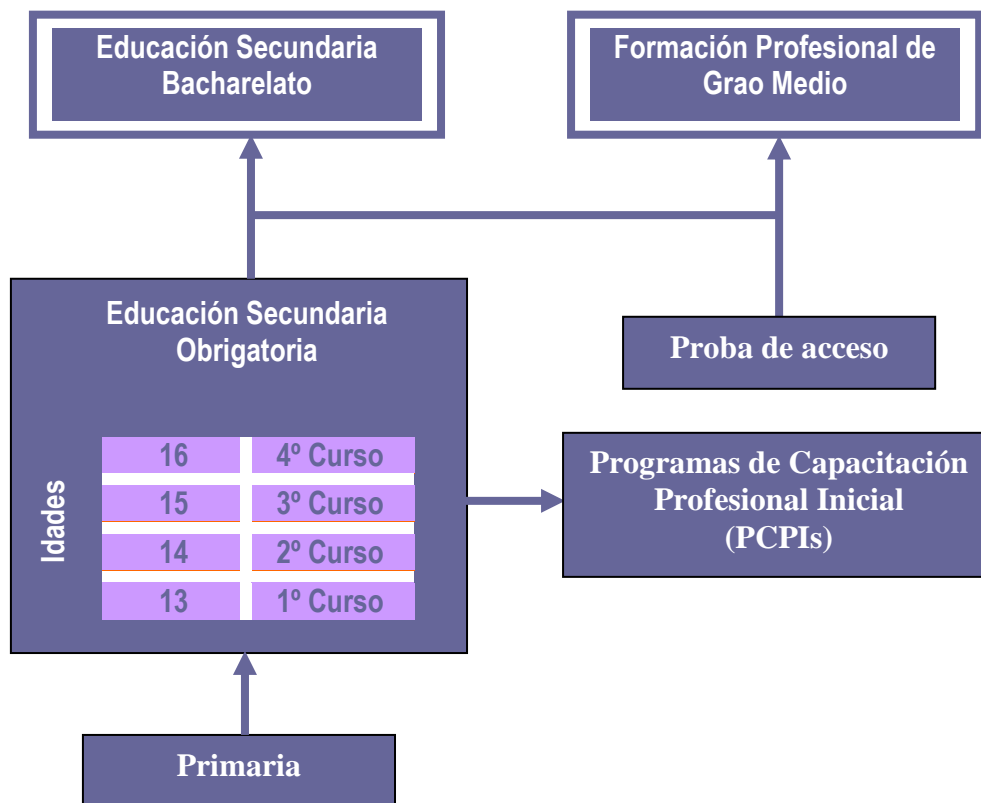 Educación Secundaria
Bacharelato
Formación Profesional de
Grao Medio
Educación Secundaria
Obrigatoria
Proba de acceso
Idades
16 4º Curso
15 3º Curso
14 2º Curso
13 1º Curso
Programas de Capacitación
Profesional Inicial
(PCPIs)
Primaria